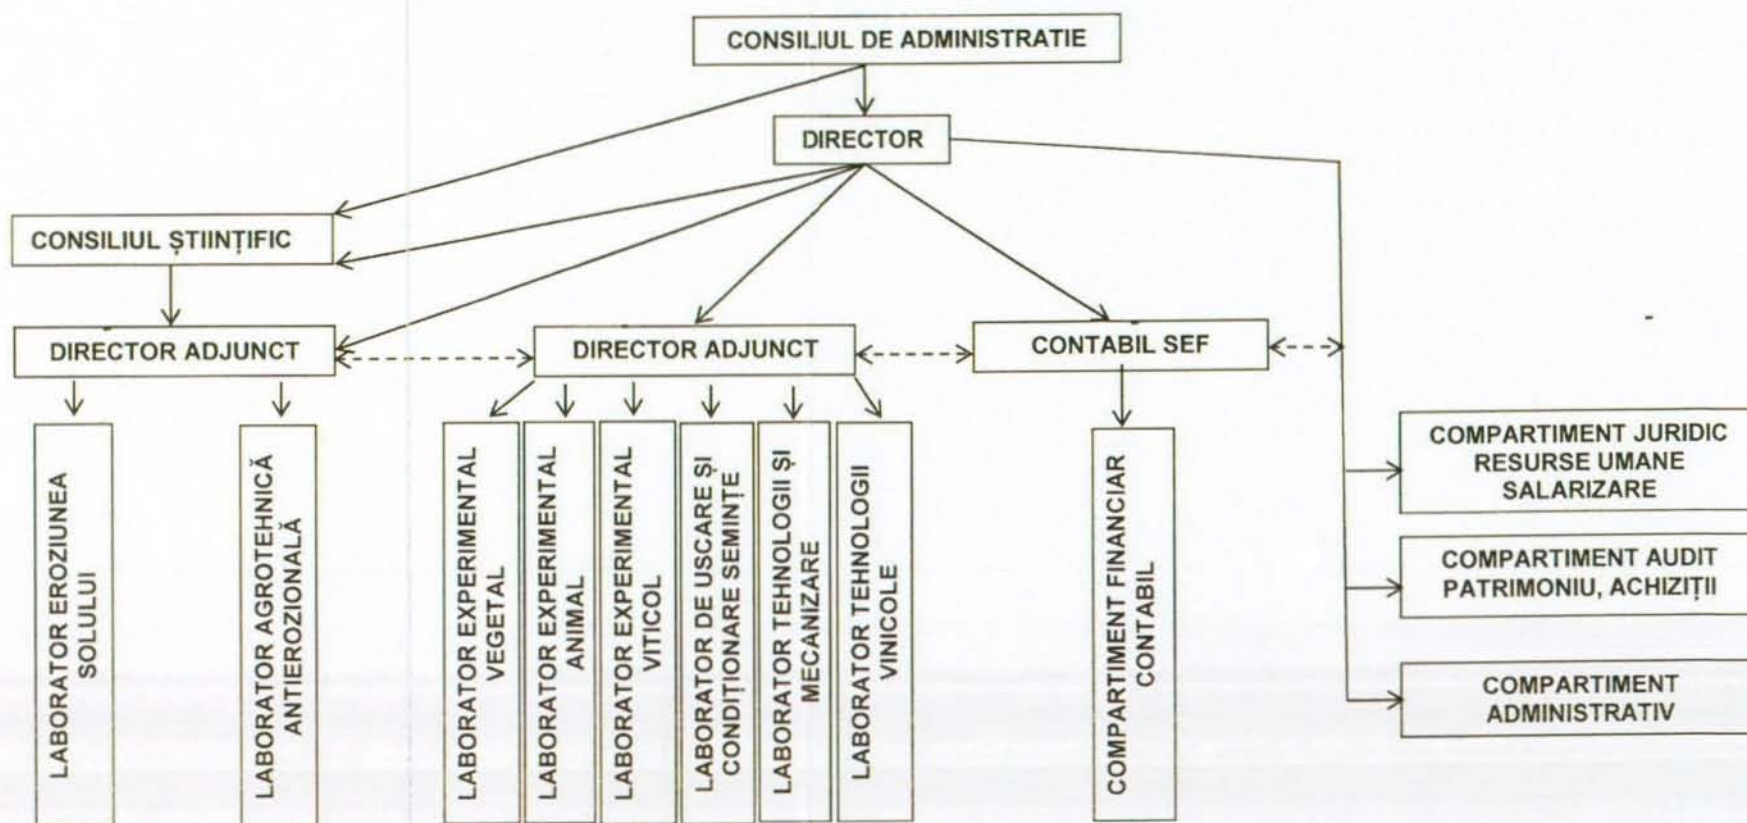 CONSILIUL DE ADMINISTRATIE
DIRECTOR
CONSILIUL ȘTIINȚIFIC
DIRECTOR ADJUNCT
DIRECTOR ADJUNCT
CONTABIL SEF
LABORATOR EROZIUNEA
SOLULUI
LABORATOR AGROTEHNICĂ
ANTIEROZIONALĂ
LABORATOR EXPERIMENTAL
VEGETAL
LABORATOR EXPERIMENTAL
ANIMAL
LABORATOR EXPERIMENTAL
VITICOL
LABORATOR DE USCARE ȘI
CONDIȚIONARE SEMINȚE
LABORATOR TEHNOLOGII ȘI
MECANIZARE
LABORATOR TEHNOLOGII
VINICOLE
COMPARTIMENT FINANCIAR
CONTABIL
COMPARTIMENT JURIDIC
RESURSE UMANE
SALARIZARE
COMPARTIMENT AUDIT
PATRIMONIU, ACHIZIȚII
COMPARTIMENT
ADMINISTRATIV